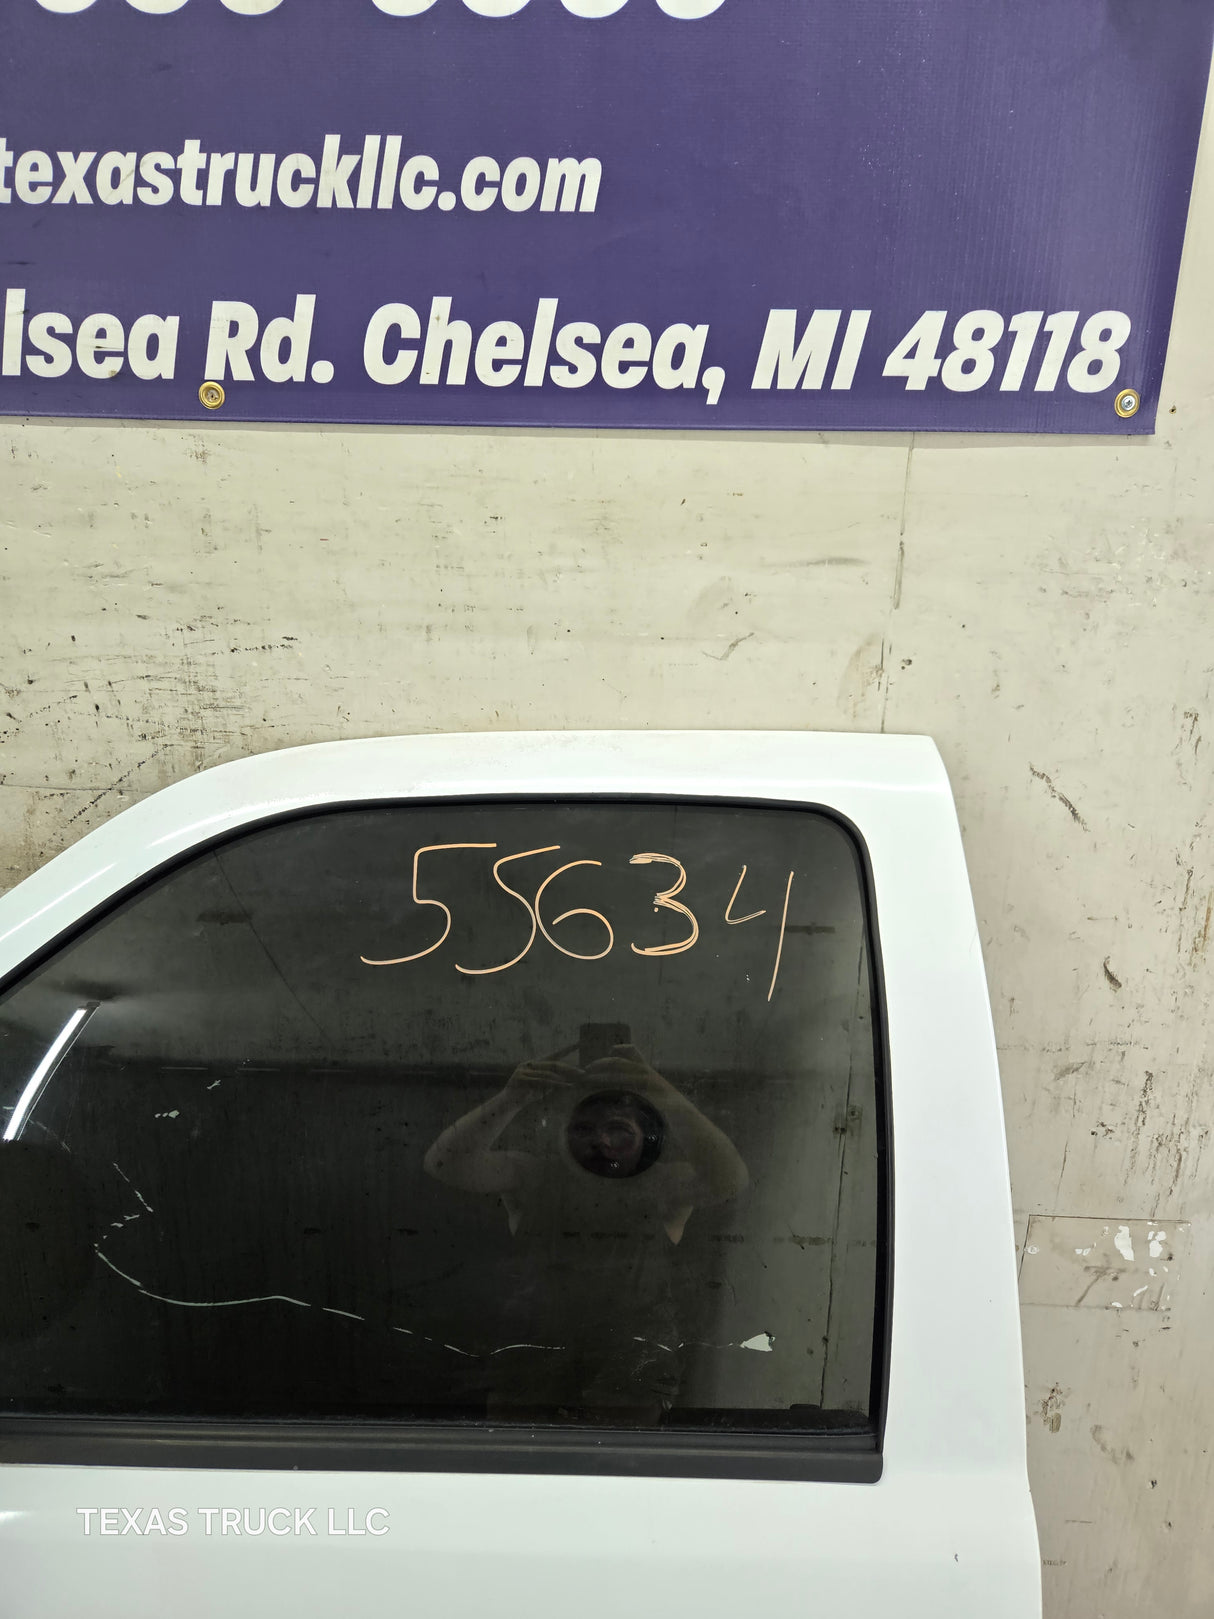 texastruckllc.com
lsea Rd. Chelsea, MI 48118
55634
TEXAS TRUCK LLC